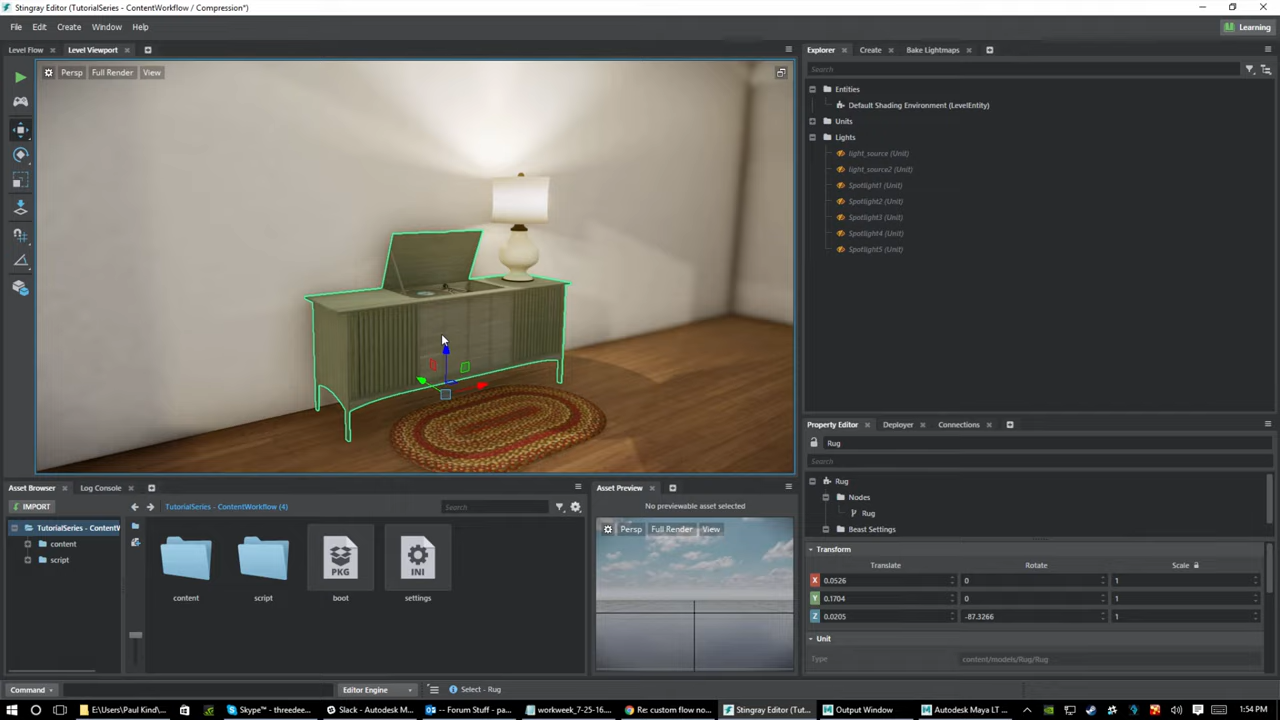 Stingray Editor (TutorialSeries - ContentWorkflow / Compression*)
File Edit Create Window Help
Learning
Level Flow Level Viewport
Persp Full Render View
Explorer Create Bake Lightmaps
Search
Entities
Default Shading Environment (LevelEntity)
Units
Lights
light_source (Unit)
light_source2 (Unit)
Spotlight1 (Unit)
Spotlight2 (Unit)
Spotlight3 (Unit)
Spotlight4 (Unit)
Spotlight5 (Unit)
Property Editor Deployer Connections
Rug
Search
Rug
Nodes
Rug
Beast Settings
Transform
Translate Rotate Scale
X 0.0526 0 1
Y 0.1704 0 1
Z 0.0205 -87.3266 1
Unit
Type content/models/Rug/Rug
Asset Browser Log Console
IMPORT
TutorialSeries - ContentWorkflow (4)
Search
TutorialSeries - ContentW
content
script
PKG
INI
content script boot settings
Asset Preview
No previewable asset selected
Persp Full Render View
Command
Editor Engine
Select - Rug
E:\Users\Paul Kind\...
Skype™ - threedee...
Slack - Autodesk M...
-- Forum Stuff - pa...
workweek_7-25-16...
Re: custom flow no...
Stingray Editor (Tut...
Output Window
Autodesk Maya LT ...
1:54 PM